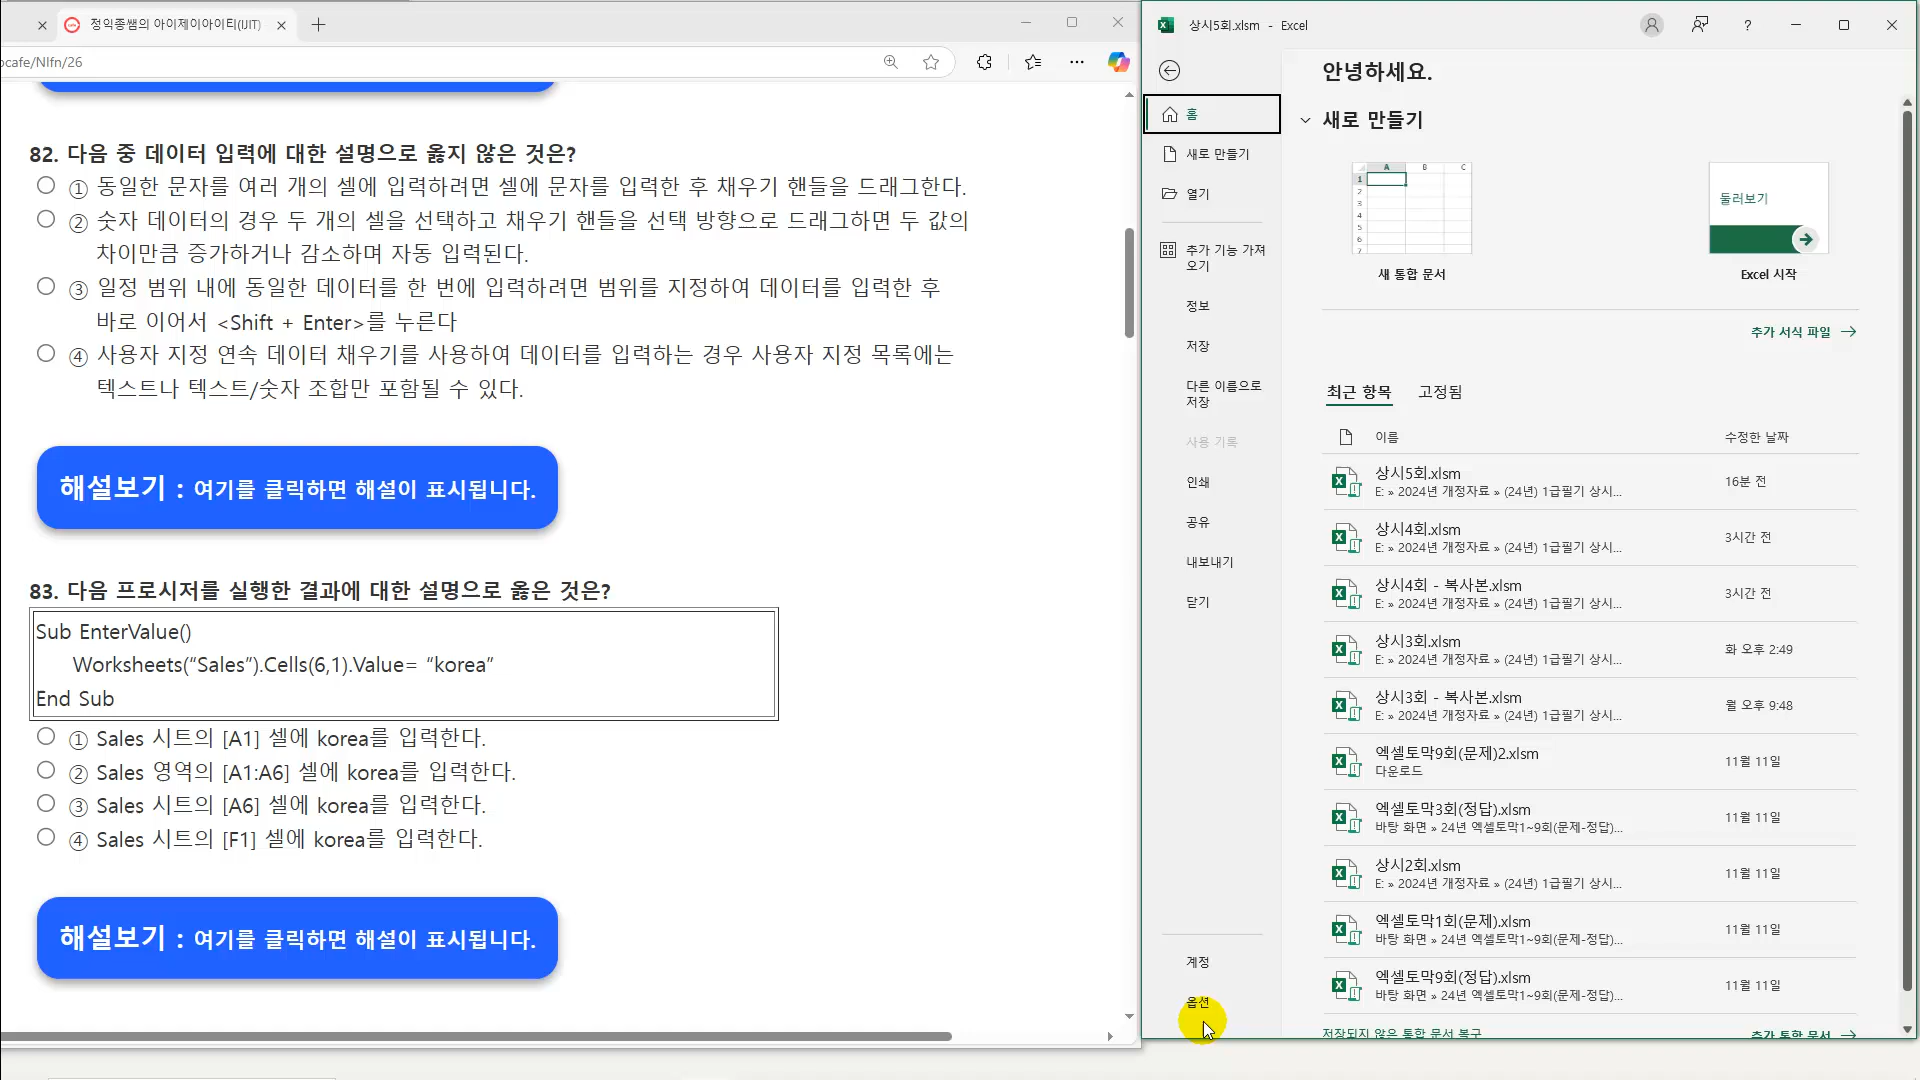 정익종쌤의 아이제이아이티(IJIT)
ocafe/NIfn/26
82. 다음 중 데이터 입력에 대한 설명으로 옳지 않은 것은?
① 동일한 문자를 여러 개의 셀에 입력하려면 셀에 문자를 입력한 후 채우기 핸들을 드래그한다.
② 숫자 데이터의 경우 두 개의 셀을 선택하고 채우기 핸들을 선택 방향으로 드래그하면 두 값의
차이만큼 증가하거나 감소하며 자동 입력된다.
③ 일정 범위 내에 동일한 데이터를 한 번에 입력하려면 범위를 지정하여 데이터를 입력한 후
바로 이어서 <Shift + Enter>를 누른다
④ 사용자 지정 연속 데이터 채우기를 사용하여 데이터를 입력하는 경우 사용자 지정 목록에는
텍스트나 텍스트/숫자 조합만 포함될 수 있다.
해설보기 : 여기를 클릭하면 해설이 표시됩니다.
83. 다음 프로시저를 실행한 결과에 대한 설명으로 옳은 것은?
Sub EnterValue()
Worksheets(“Sales”).Cells(6,1).Value= “korea”
End Sub
① Sales 시트의 [A1] 셀에 korea를 입력한다.
② Sales 영역의 [A1:A6] 셀에 korea를 입력한다.
③ Sales 시트의 [A6] 셀에 korea를 입력한다.
④ Sales 시트의 [F1] 셀에 korea를 입력한다.
해설보기 : 여기를 클릭하면 해설이 표시됩니다.
상시5회.xlsm - Excel
?
홈
새로 만들기
열기
추가 기능 가져
오기
정보
저장
다른 이름으로
저장
사용 기록
인쇄
공유
내보내기
닫기
계정
옵션
안녕하세요.
새로 만들기
A B C
1
2
3
4
5
6
7
새 통합 문서
둘러보기
Excel 시작
추가 서식 파일
최근 항목 고정됨
이름 수정한 날짜
상시5회.xlsm
E: » 2024년 개정자료 » (24년) 1급필기 상시...
16분 전
상시4회.xlsm
E: » 2024년 개정자료 » (24년) 1급필기 상시...
3시간 전
상시4회 - 복사본.xlsm
E: » 2024년 개정자료 » (24년) 1급필기 상시...
3시간 전
상시3회.xlsm
E: » 2024년 개정자료 » (24년) 1급필기 상시...
화 오후 2:49
상시3회 - 복사본.xlsm
E: » 2024년 개정자료 » (24년) 1급필기 상시...
월 오후 9:48
엑셀토막9회(문제)2.xlsm
다운로드
11월 11일
엑셀토막3회(정답).xlsm
바탕 화면 » 24년 엑셀토막1~9회(문제-정답)...
11월 11일
상시2회.xlsm
E: » 2024년 개정자료 » (24년) 1급필기 상시...
11월 11일
엑셀토막1회(문제).xlsm
바탕 화면 » 24년 엑셀토막1~9회(문제-정답)...
11월 11일
엑셀토막9회(정답).xlsm
바탕 화면 » 24년 엑셀토막1~9회(문제-정답)...
11월 11일
저장되지 않은 통합 문서 복구
추가 통합 문서